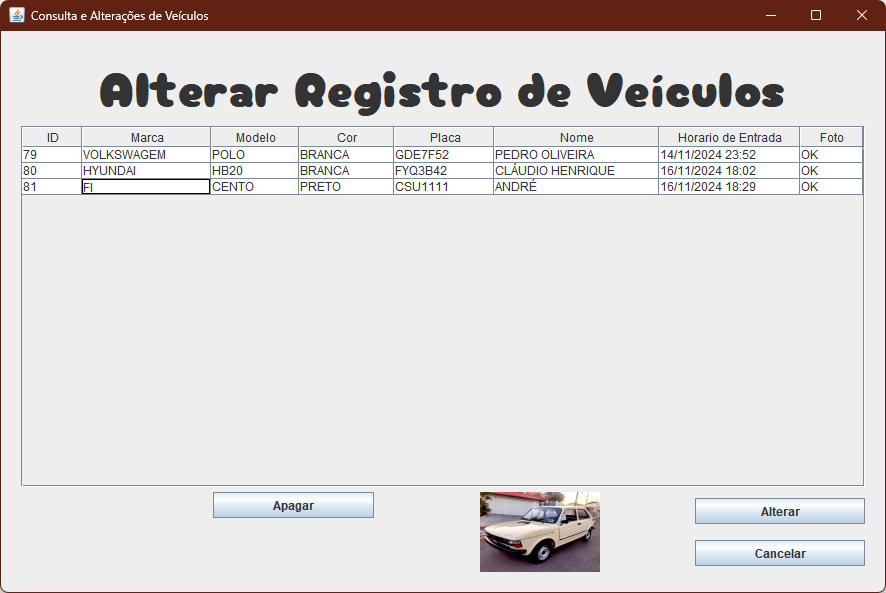 Consulta e Alterações de Veículos
Alterar Registro de Veículos
ID Marca Modelo Cor Placa Nome Horario de Entrada Foto
79 VOLKSWAGEM POLO BRANCA GDE7F52 PEDRO OLIVEIRA 14/11/2024 23:52 OK
80 HYUNDAI HB20 BRANCA FYQ3B42 CLÁUDIO HENRIQUE 16/11/2024 18:02 OK
81 FI CENTO PRETO CSU1111 ANDRÉ 16/11/2024 18:29 OK
Apagar
Alterar
Cancelar